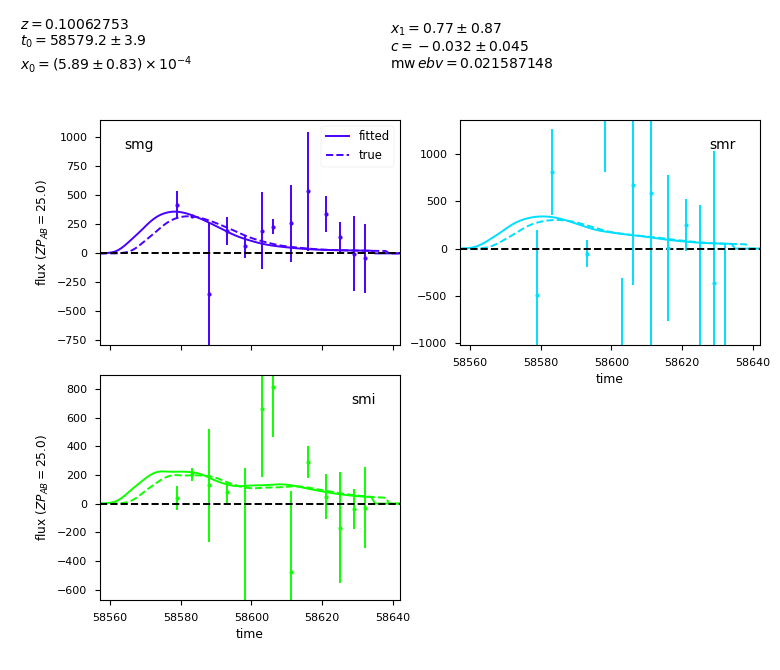 z = 0.10062753
t₀ = 58579.2 ± 3.9
x₀ = (5.89 ± 0.83) × 10⁻⁴
x₁ = 0.77 ± 0.87
c = −0.032 ± 0.045
mw ebv = 0.021587148
smg
fitted
true
1000
750
500
250
0
−250
−500
−750
flux (ZP_AB = 25.0)
smr
1000
500
0
−500
−1000
58560 58580 58600 58620 58640
time
smi
800
600
400
200
0
−200
−400
−600
flux (ZP_AB = 25.0)
58560 58580 58600 58620 58640
time